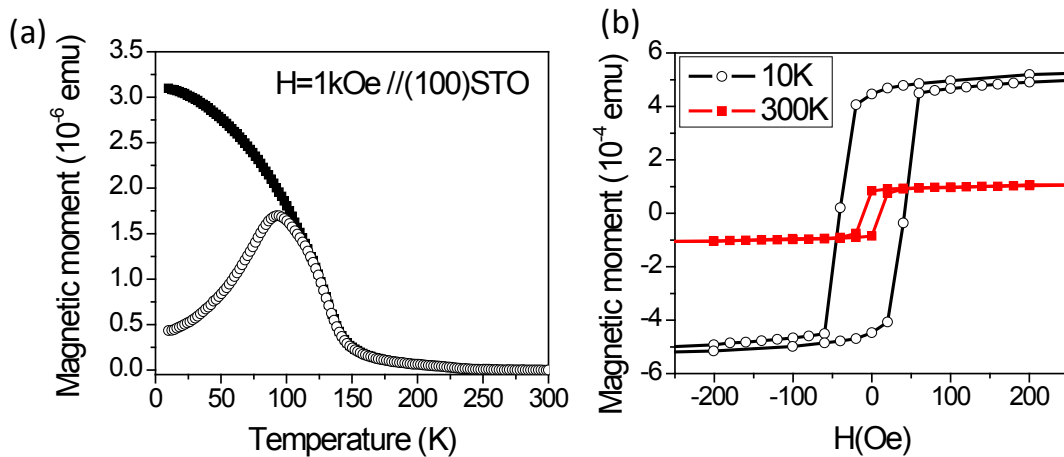 (a)
3.5
3.0
2.5
2.0
1.5
1.0
0.5
0.0
Magnetic moment (10⁻⁶ emu)
H=1kOe //(100)STO
0 50 100 150 200 250 300
Temperature (K)
(b)
6
4
2
0
-2
-4
-6
Magnetic moment (10⁻⁴ emu)
10K
300K
-200 -100 0 100 200
H(Oe)